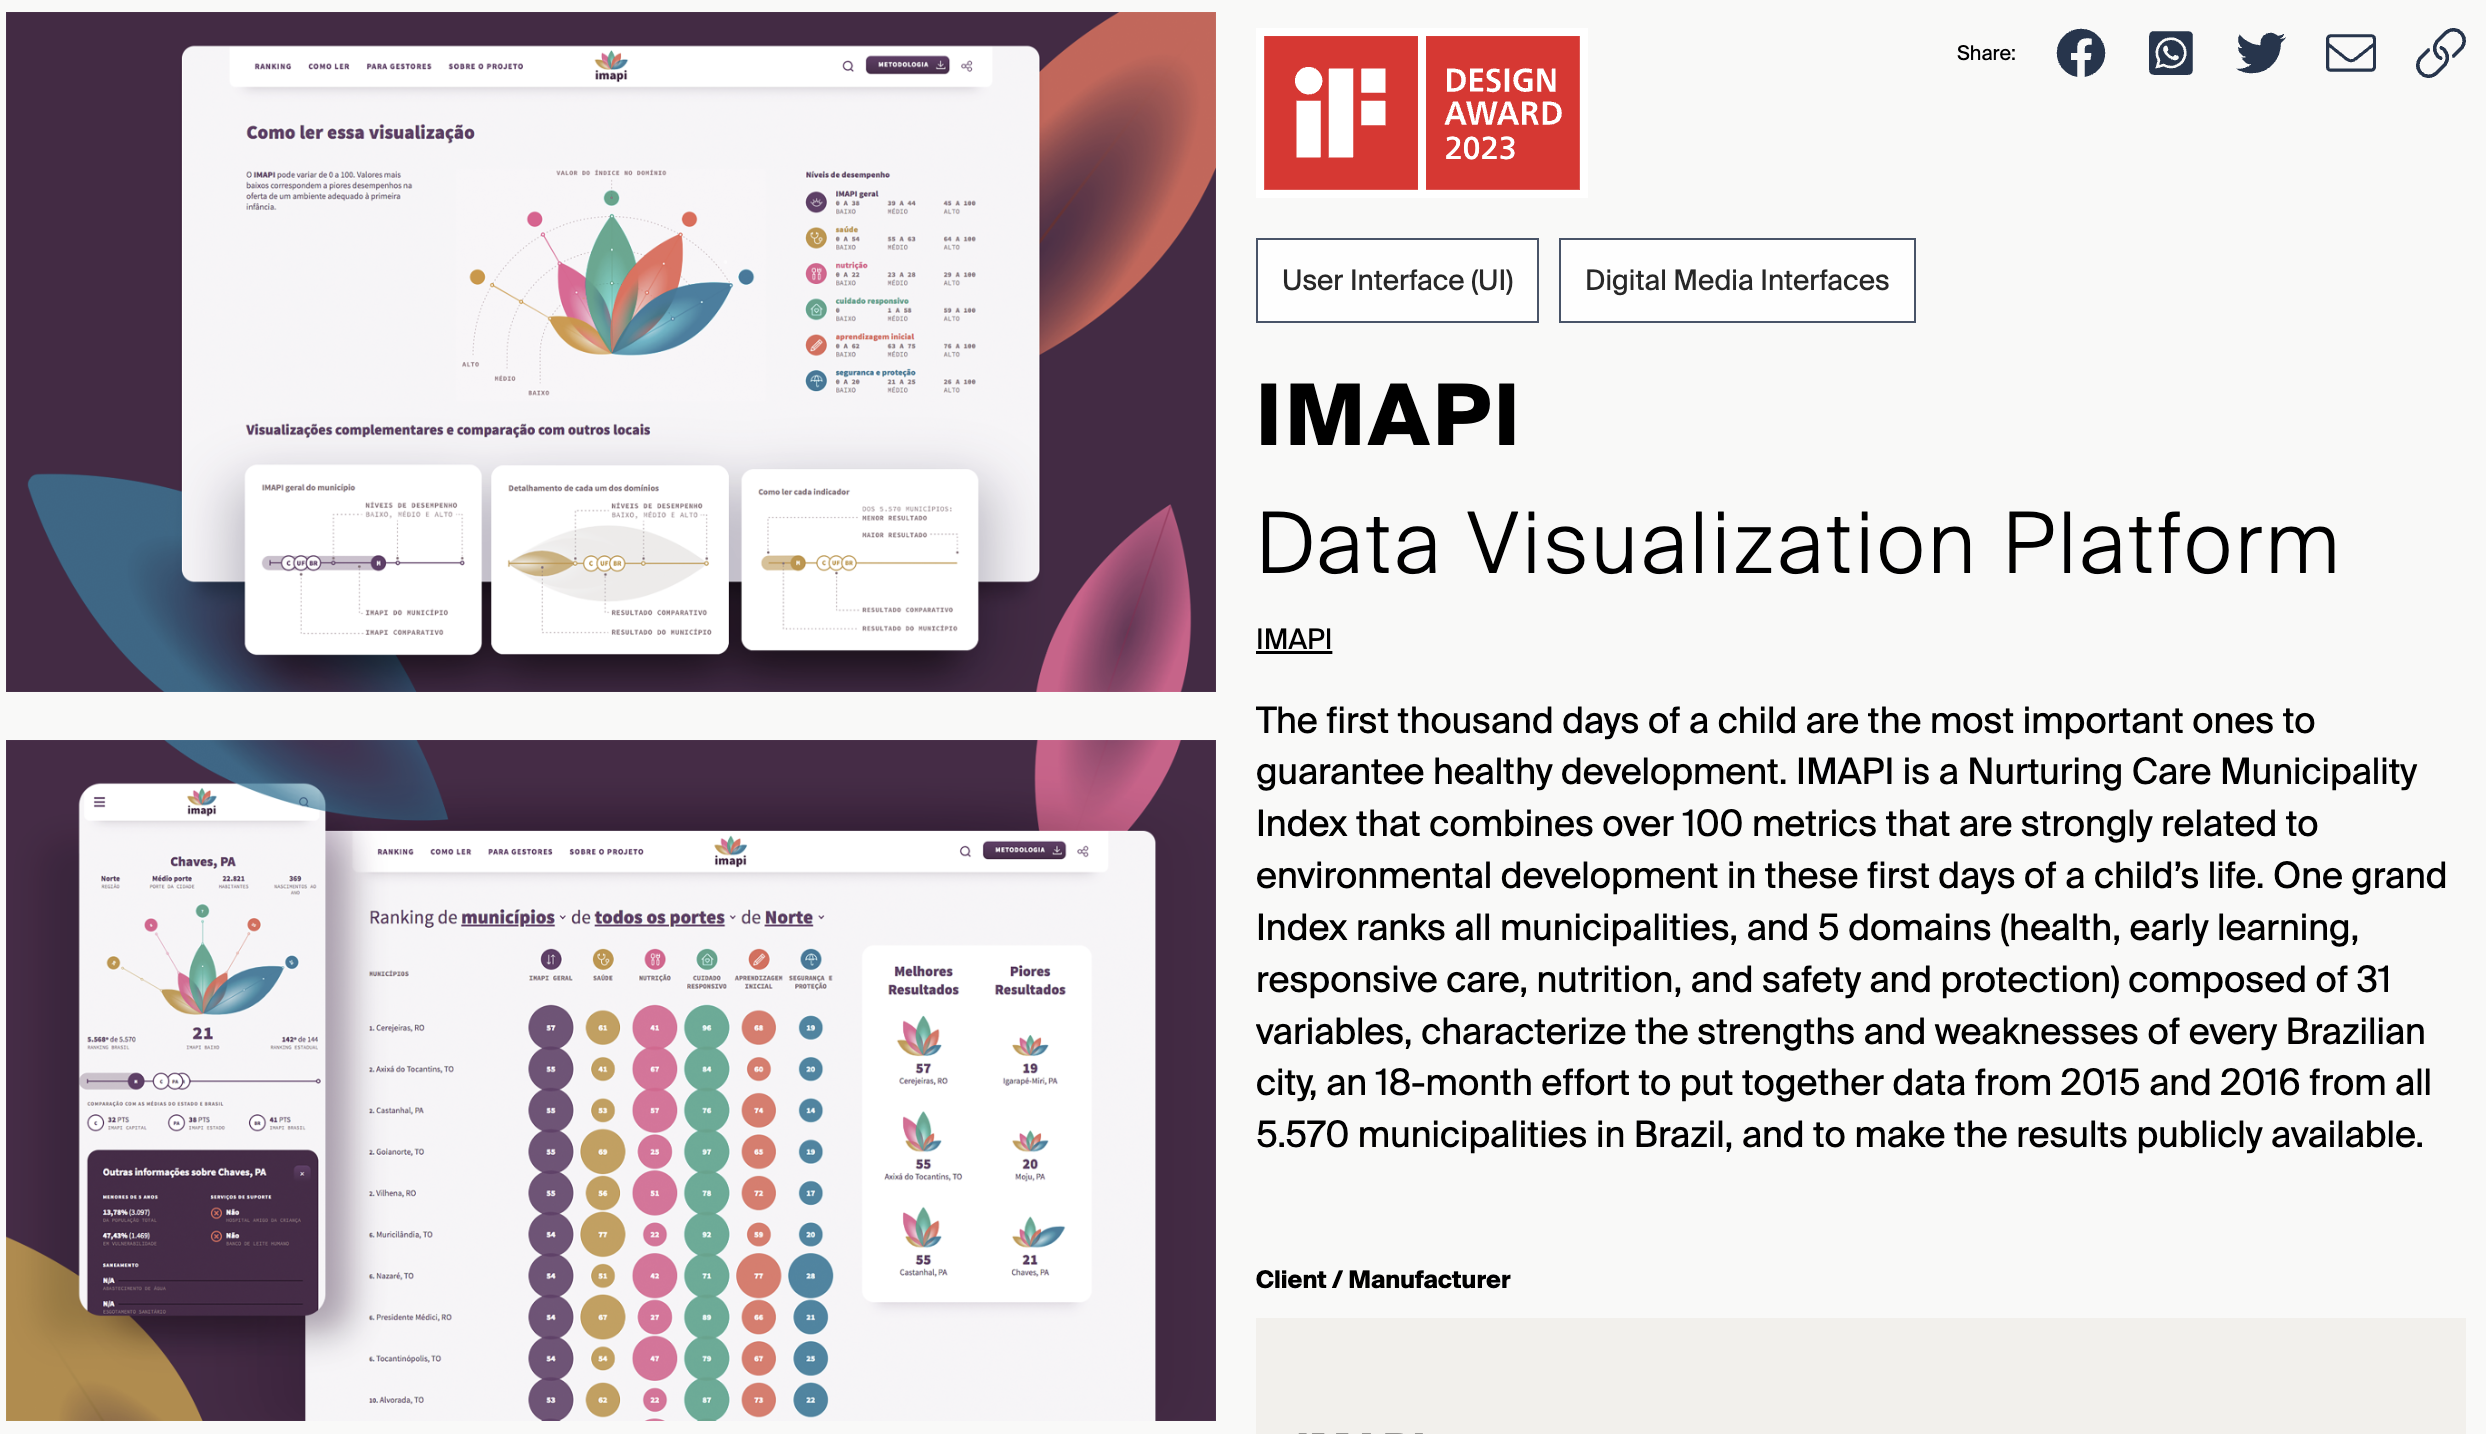 RANKING COMO LER PARA GESTORES SOBRE O PROJETO
imapi
METODOLOGIA
Como ler essa visualização
O IMAPI pode variar de 0 a 100. Valores mais
baixos correspondem a piores desempenhos na
oferta de um ambiente adequado à primeira
infância.
VALOR DO ÍNDICE NO DOMÍNIO
ALTO
MÉDIO
BAIXO
Níveis de desempenho
IMAPI geral
0 A 38 39 A 44 45 A 100
BAIXO MÉDIO ALTO
saúde
0 A 54 55 A 63 64 A 100
BAIXO MÉDIO ALTO
nutrição
0 A 22 23 A 28 29 A 100
BAIXO MÉDIO ALTO
cuidado responsivo
0 1 A 58 59 A 100
BAIXO MÉDIO ALTO
aprendizagem inicial
0 A 62 63 A 75 76 A 100
BAIXO MÉDIO ALTO
seguranca e proteção
0 A 20 21 A 25 26 A 100
BAIXO MÉDIO ALTO
Visualizações complementares e comparação com outros locais
IMAPI geral do município
NÍVEIS DE DESEMPENHO
BAIXO, MÉDIO E ALTO
C UF BR M
IMAPI DO MUNICÍPIO
IMAPI COMPARATIVO
Detalhamento de cada um dos domínios
NÍVEIS DE DESEMPENHO
BAIXO, MÉDIO E ALTO
C UF BR
RESULTADO COMPARATIVO
RESULTADO DO MUNICÍPIO
Como ler cada indicador
DOS 5.570 MUNICÍPIOS:
MENOR RESULTADO
MAIOR RESULTADO
M C UF BR
RESULTADO COMPARATIVO
RESULTADO DO MUNICÍPIO
imapi
Chaves, PA
Norte Médio porte 22.821 369
REGIÃO PORTE DA CIDADE HABITANTES NASCIMENTOS AO
ANO
21
5.568º de 5.570 142º de 144
RANKING BRASIL IMAPI BAIXO RANKING ESTADUAL
M C PA
COMPARAÇÃO COM AS MÉDIAS DO ESTADO E BRASIL
C 32 PTS PA 38 PTS BR 41 PTS
IMAPI CAPITAL IMAPI ESTADO IMAPI BRASIL
Outras informações sobre Chaves, PA
MENORES DE 5 ANOS SERVIÇOS DE SUPORTE
13,78% (3.097) Não
DA POPULAÇÃO TOTAL HOSPITAL AMIGO DA CRIANÇA
47,43% (1.469) Não
EM VULNERABILIDADE BANCO DE LEITE HUMANO
SANEAMENTO
N/A
ABASTECIMENTO DE ÁGUA
N/A
ESGOTAMENTO SANITÁRIO
RANKING COMO LER PARA GESTORES SOBRE O PROJETO
imapi
METODOLOGIA
Ranking de municípios de todos os portes de Norte
MUNICÍPIOS IMAPI GERAL SAÚDE NUTRIÇÃO CUIDADO RESPONSIVO APRENDIZAGEM INICIAL SEGURANÇA E PROTEÇÃO
1. Cerejeiras, RO 57 61 41 96 68 19
2. Axixá do Tocantins, TO 55 41 67 84 60 20
2. Castanhal, PA 55 53 57 76 74 14
2. Goianorte, TO 55 69 25 97 65 19
2. Vilhena, RO 55 56 51 78 72 17
6. Muricilândia, TO 54 77 22 92 59 20
6. Nazaré, TO 54 51 42 71 77 28
6. Presidente Médici, RO 54 67 27 89 66 21
6. Tocantinópolis, TO 54 54 47 79 67 25
10. Alvorada, TO 53 62 22 87 73 22
Melhores Resultados
57
Cerejeiras, RO
55
Axixá do Tocantins, TO
55
Castanhal, PA
Piores Resultados
19
Igarapé-Miri, PA
20
Moju, PA
21
Chaves, PA
iF DESIGN
AWARD
2023
Share:
User Interface (UI)
Digital Media Interfaces
IMAPI
Data Visualization Platform
IMAPI
The first thousand days of a child are the most important ones to
guarantee healthy development. IMAPI is a Nurturing Care Municipality
Index that combines over 100 metrics that are strongly related to
environmental development in these first days of a child’s life. One grand
Index ranks all municipalities, and 5 domains (health, early learning,
responsive care, nutrition, and safety and protection) composed of 31
variables, characterize the strengths and weaknesses of every Brazilian
city, an 18-month effort to put together data from 2015 and 2016 from all
5.570 municipalities in Brazil, and to make the results publicly available.
Client / Manufacturer